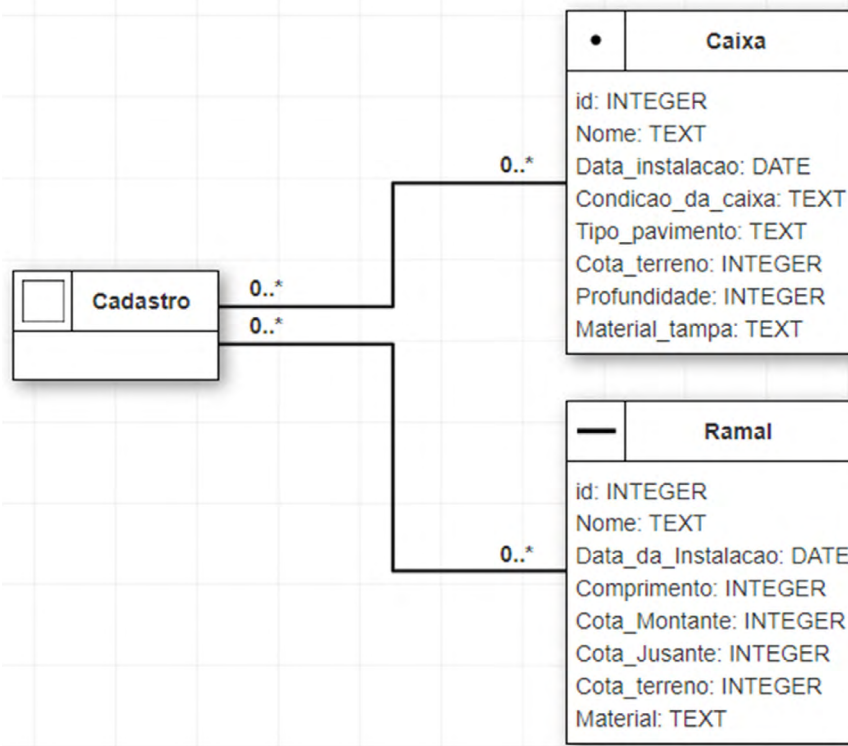 Caixa
id: INTEGER
Nome: TEXT
Data_instalacao: DATE
Condicao_da_caixa: TEXT
Tipo_pavimento: TEXT
Cota_terreno: INTEGER
Profundidade: INTEGER
Material_tampa: TEXT
0..*
Cadastro
0..*
0..*
0..*
Ramal
id: INTEGER
Nome: TEXT
Data_da_Instalacao: DATE
Comprimento: INTEGER
Cota_Montante: INTEGER
Cota_Jusante: INTEGER
Cota_terreno: INTEGER
Material: TEXT